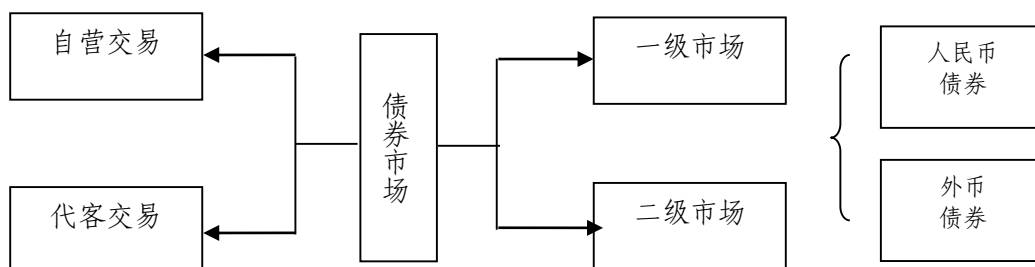 自营交易
代客交易
债券市场
一级市场
二级市场
人民币
债券
外币
债券